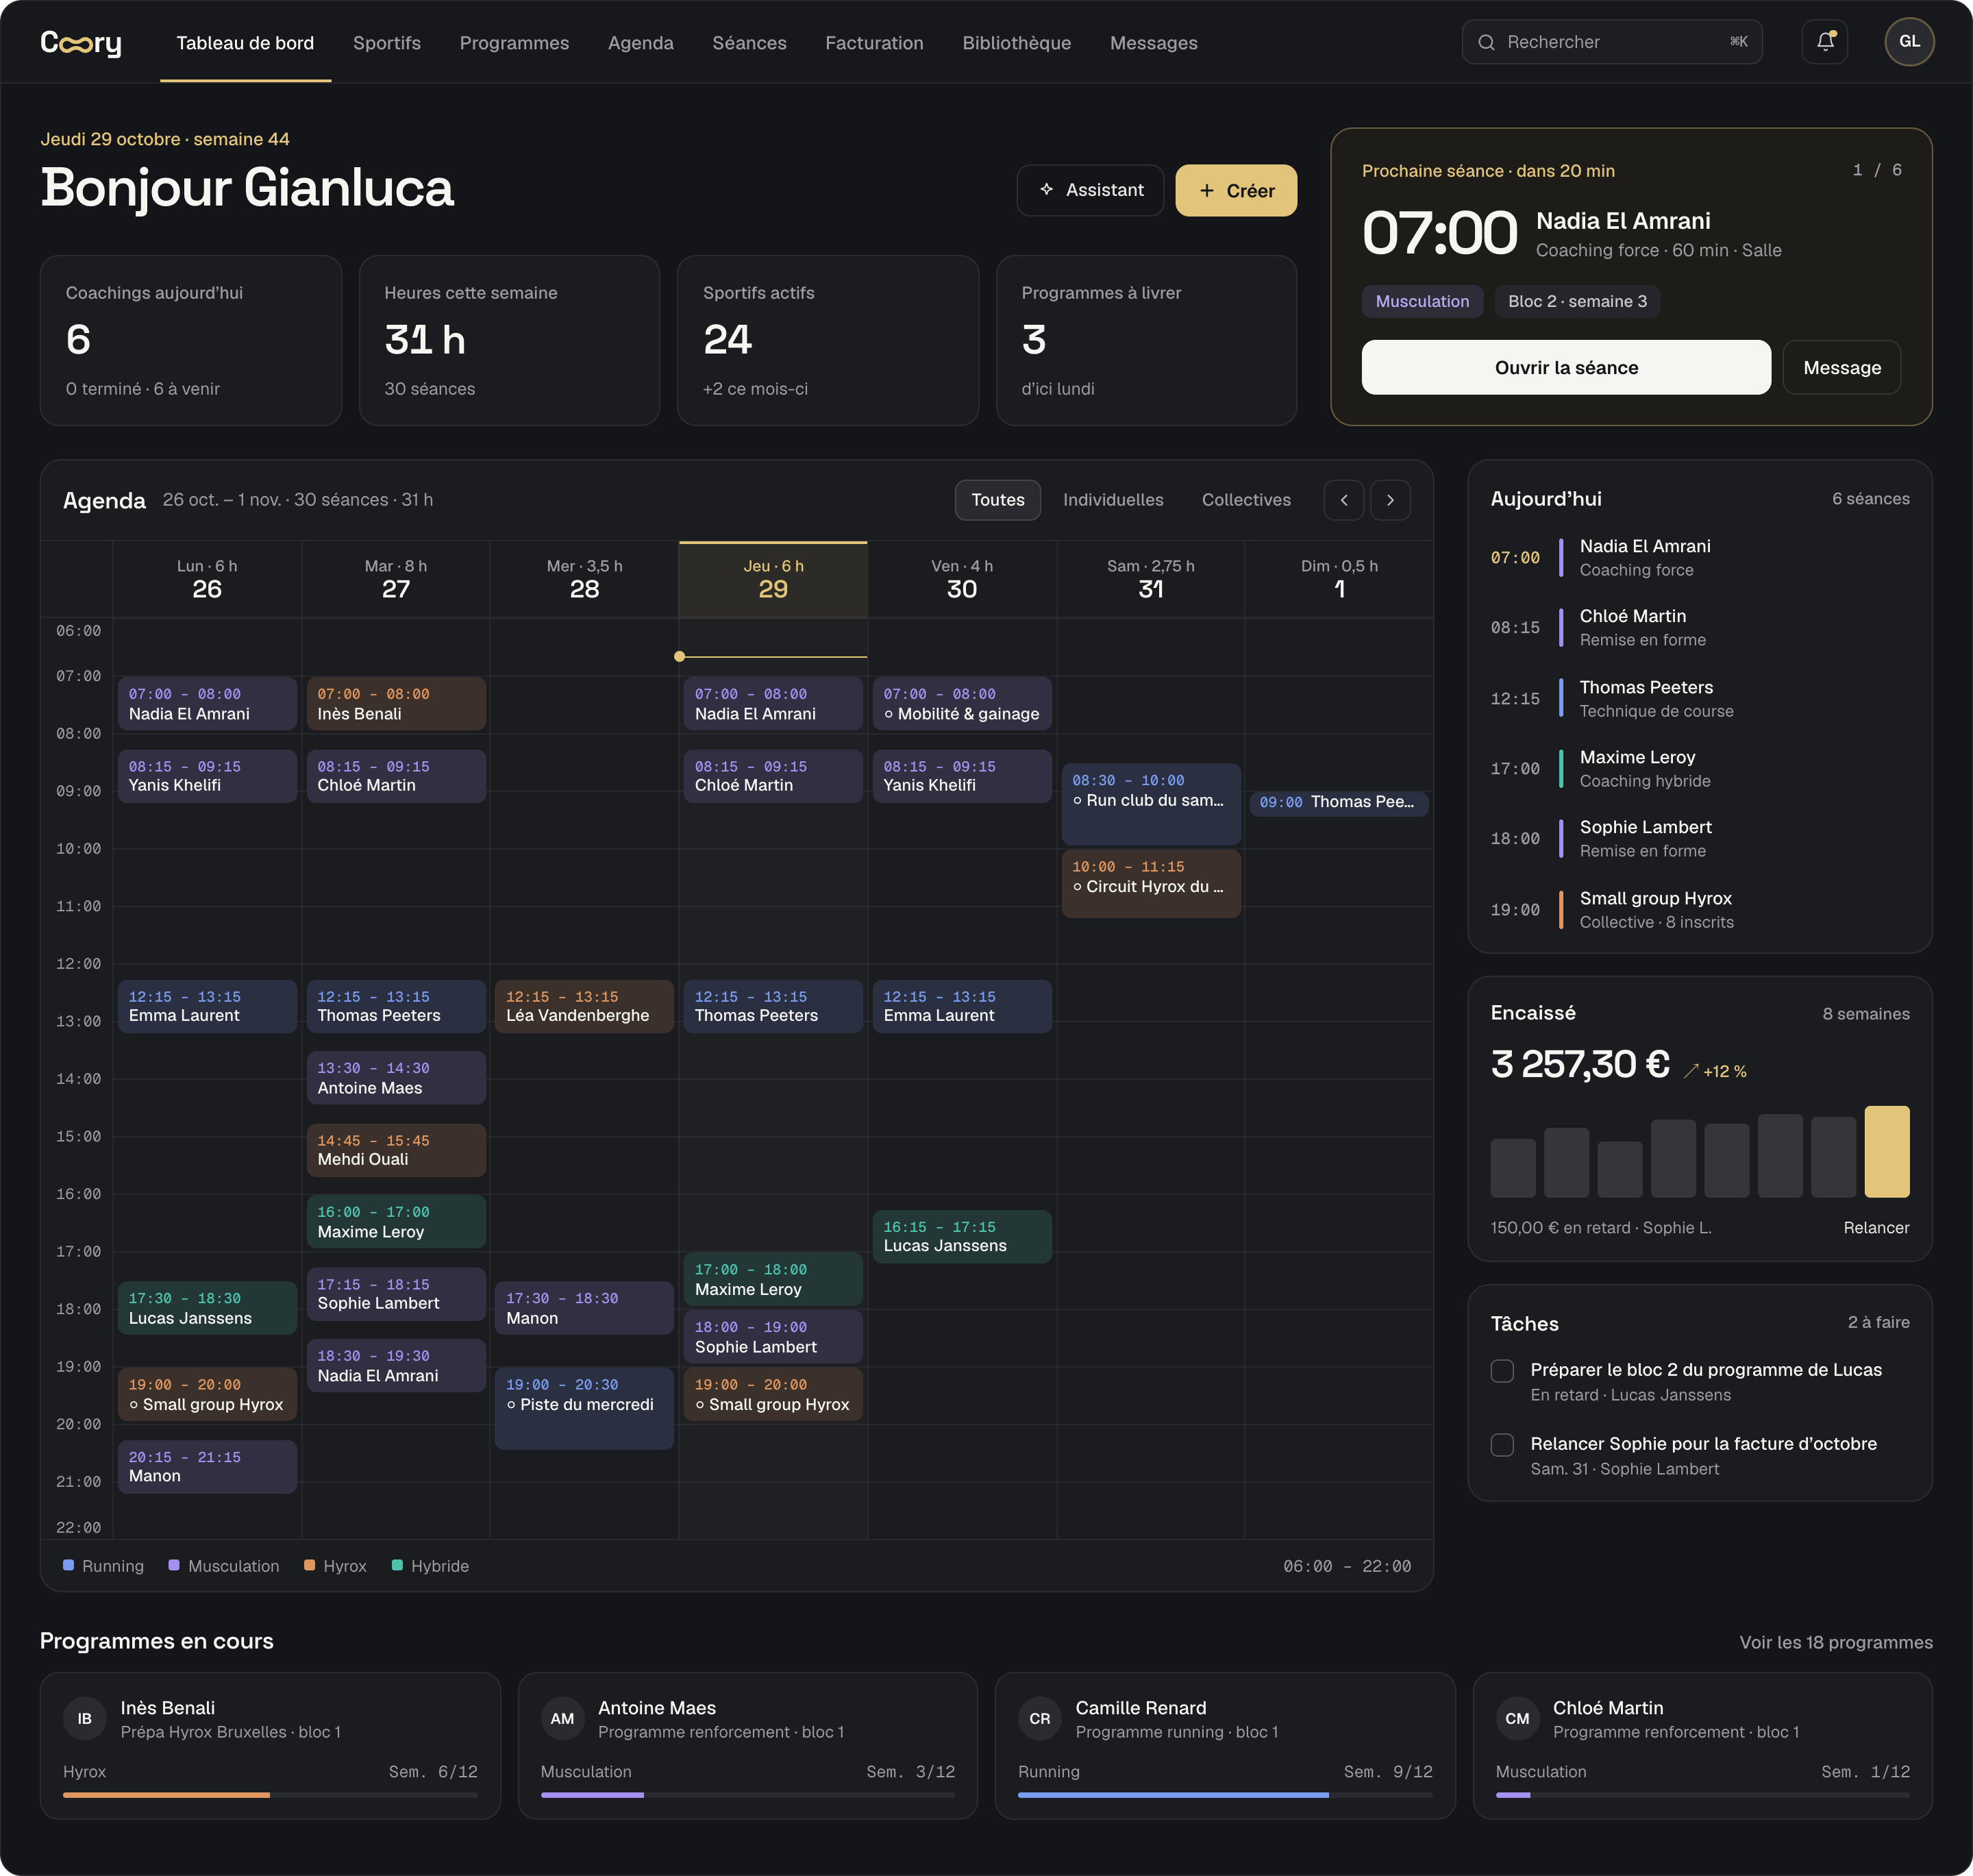 Coory
Tableau de bord
Sportifs
Programmes
Agenda
Séances
Facturation
Bibliothèque
Messages
Rechercher
⌘K
GL
Jeudi 29 octobre · semaine 44
Bonjour Gianluca
Assistant
+ Créer
Coachings aujourd’hui
6
0 terminé · 6 à venir
Heures cette semaine
31 h
30 séances
Sportifs actifs
24
+2 ce mois-ci
Programmes à livrer
3
d’ici lundi
Prochaine séance · dans 20 min
1 / 6
07:00
Nadia El Amrani
Coaching force · 60 min · Salle
Musculation
Bloc 2 · semaine 3
Ouvrir la séance
Message
Agenda
26 oct. – 1 nov. · 30 séances · 31 h
Toutes
Individuelles
Collectives
Lun · 6 h
26
Mar · 8 h
27
Mer · 3,5 h
28
Jeu · 6 h
29
Ven · 4 h
30
Sam · 2,75 h
31
Dim · 0,5 h
1
06:00
07:00
08:00
09:00
10:00
11:00
12:00
13:00
14:00
15:00
16:00
17:00
18:00
19:00
20:00
21:00
22:00
07:00 – 08:00
Nadia El Amrani
08:15 – 09:15
Yanis Khelifi
12:15 – 13:15
Emma Laurent
17:30 – 18:30
Lucas Janssens
19:00 – 20:00
Small group Hyrox
20:15 – 21:15
Manon
07:00 – 08:00
Inès Benali
08:15 – 09:15
Chloé Martin
12:15 – 13:15
Thomas Peeters
13:30 – 14:30
Antoine Maes
14:45 – 15:45
Mehdi Ouali
16:00 – 17:00
Maxime Leroy
17:15 – 18:15
Sophie Lambert
18:30 – 19:30
Nadia El Amrani
12:15 – 13:15
Léa Vandenberghe
17:30 – 18:30
Manon
19:00 – 20:30
Piste du mercredi
07:00 – 08:00
Nadia El Amrani
08:15 – 09:15
Chloé Martin
12:15 – 13:15
Thomas Peeters
17:00 – 18:00
Maxime Leroy
18:00 – 19:00
Sophie Lambert
19:00 – 20:00
Small group Hyrox
07:00 – 08:00
Mobilité & gainage
08:15 – 09:15
Yanis Khelifi
12:15 – 13:15
Emma Laurent
16:15 – 17:15
Lucas Janssens
08:30 – 10:00
Run club du sam...
10:00 – 11:15
Circuit Hyrox du ...
09:00 Thomas Pee...
Running
Musculation
Hyrox
Hybride
06:00 – 22:00
Aujourd’hui
6 séances
07:00
Nadia El Amrani
Coaching force
08:15
Chloé Martin
Remise en forme
12:15
Thomas Peeters
Technique de course
17:00
Maxime Leroy
Coaching hybride
18:00
Sophie Lambert
Remise en forme
19:00
Small group Hyrox
Collective · 8 inscrits
Encaissé
8 semaines
3 257,30 €
+12 %
150,00 € en retard · Sophie L.
Relancer
Tâches
2 à faire
Préparer le bloc 2 du programme de Lucas
En retard · Lucas Janssens
Relancer Sophie pour la facture d’octobre
Sam. 31 · Sophie Lambert
Programmes en cours
Voir les 18 programmes
IB
Inès Benali
Prépa Hyrox Bruxelles · bloc 1
Hyrox
Sem. 6/12
AM
Antoine Maes
Programme renforcement · bloc 1
Musculation
Sem. 3/12
CR
Camille Renard
Programme running · bloc 1
Running
Sem. 9/12
CM
Chloé Martin
Programme renforcement · bloc 1
Musculation
Sem. 1/12